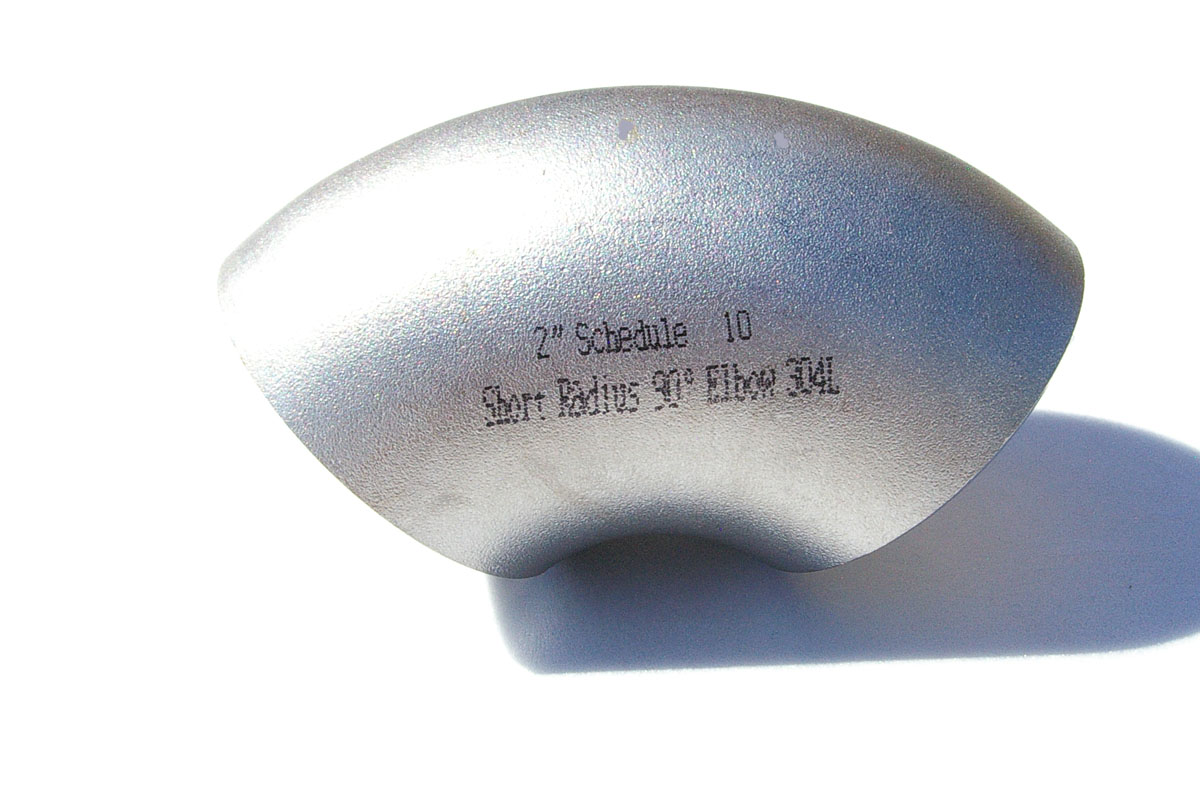 2" Schedule 10
Short Radius 90° Elbow 304L